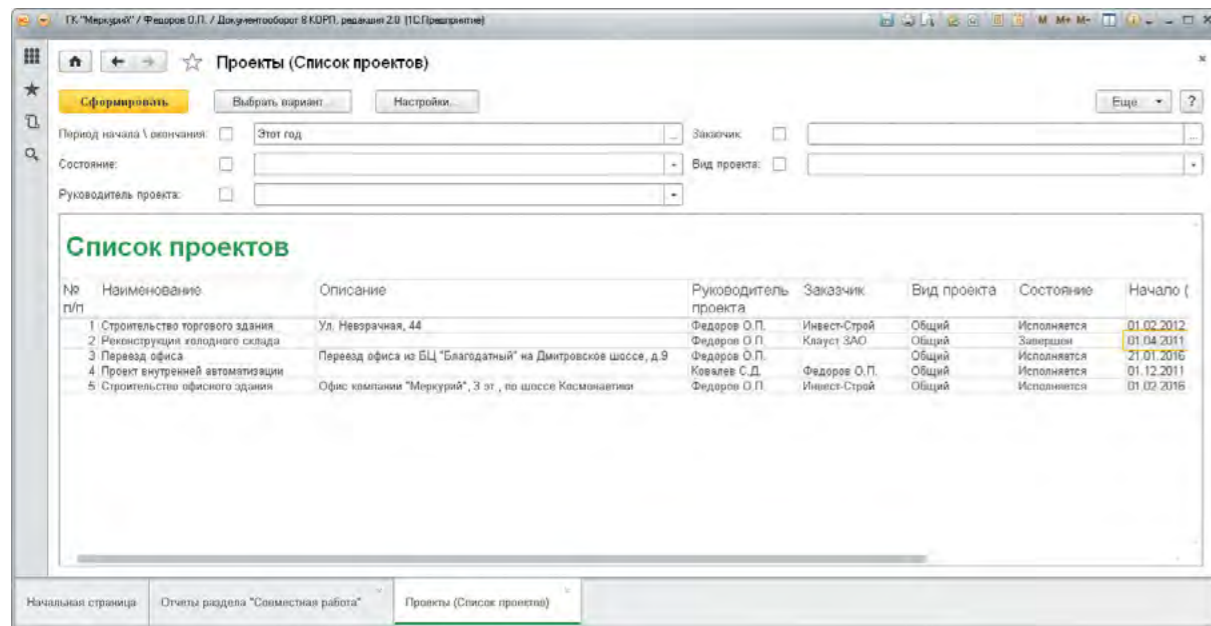 ГК "Меркурий" / Федоров О.П. / Документооборот 8 КОРП, редакция 2.0 (1С:Предприятие)
M M+ M-
Проекты (Список проектов)
Сформировать Выбрать вариант... Настройки... Еще ?
Период начала \ окончания: Этот год ... Заказчик: ...
Состояние: Вид проекта:
Руководитель проекта:
Список проектов
№ Наименование Описание Руководитель Заказчик Вид проекта Состояние Начало (
п/п проекта
1 Строительство торгового здания Ул. Невзрачная, 44 Федоров О.П. Инвест-Строй Общий Исполняется 01.02.2012
2 Реконструкция холодного склада Федоров О.П. Клауст ЗАО Общий Завершен 01.04.2011
3 Переезд офиса Переезд офиса из БЦ "Благодатный" на Дмитровское шоссе, д.9 Федоров О.П. Общий Исполняется 21.01.2016
4 Проект внутренней автоматизации Ковалев С.Д. Федоров О.П. Общий Исполняется 01.12.2011
5 Строительство офисного здания Офис компании "Меркурий", 3 эт., по шоссе Космонавтики Федоров О.П. Инвест-Строй Общий Исполняется 01.02.2016
Начальная страница Отчеты раздела "Совместная работа" Проекты (Список проектов)